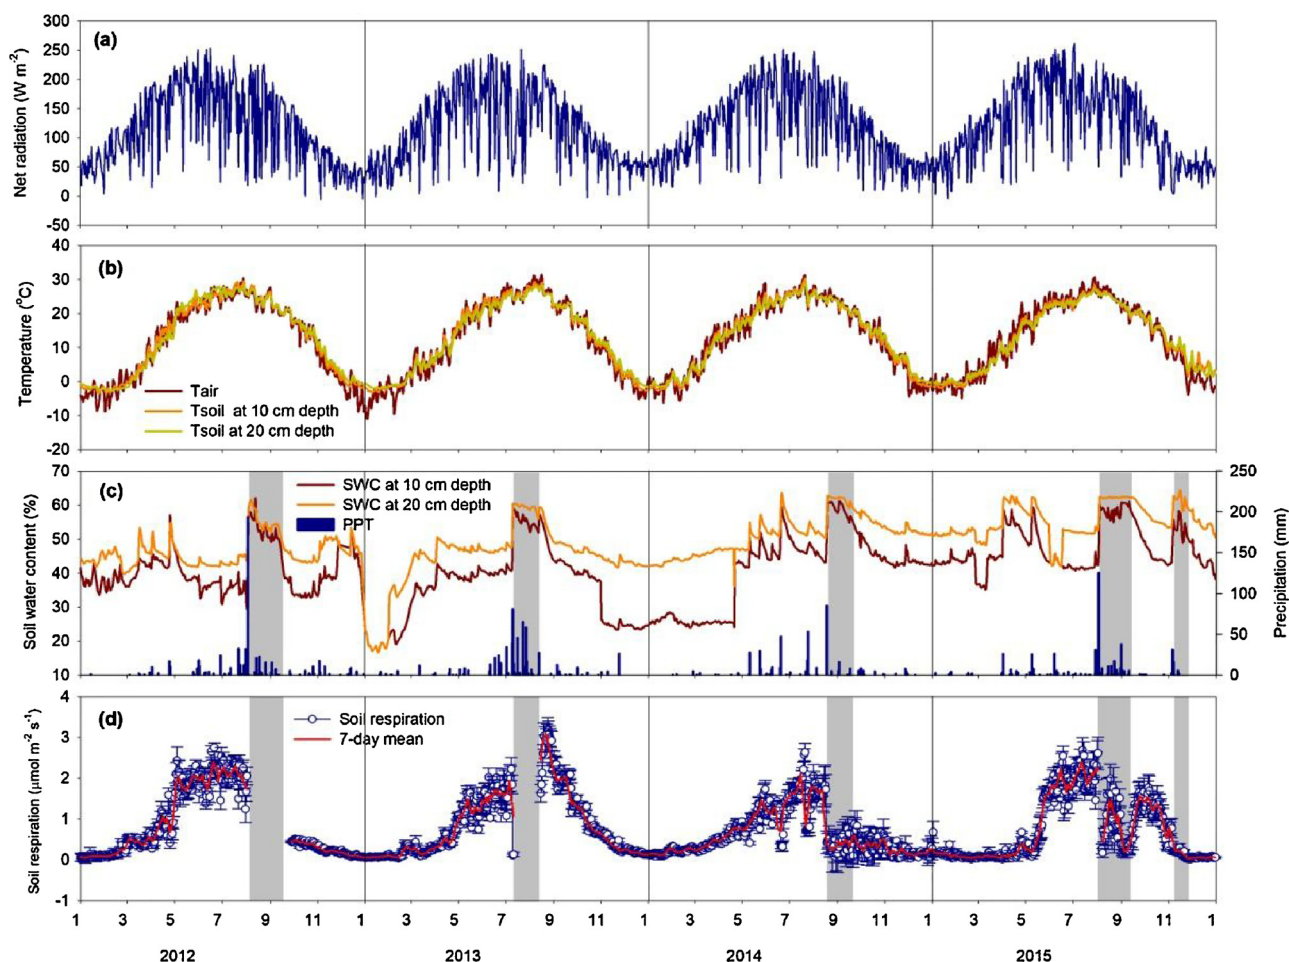 (a)
Net radiation (W m-2)
300
250
200
150
100
50
0
-50
(b)
Temperature (°C)
40
30
20
10
0
-10
-20
Tair
Tsoil at 10 cm depth
Tsoil at 20 cm depth
(c)
Soil water content (%)
70
60
50
40
30
20
10
SWC at 10 cm depth
SWC at 20 cm depth
PPT
250
200
150
100
50
0
Precipitation (mm)
(d)
Soil respiration (µmol m-2 s-1)
4
3
2
1
0
-1
Soil respiration
7-day mean
1 3 5 7 9 11 1 3 5 7 9 11 1 5 7 9 11 1 3 5 7 9 11 1
2012 2013 2014 2015